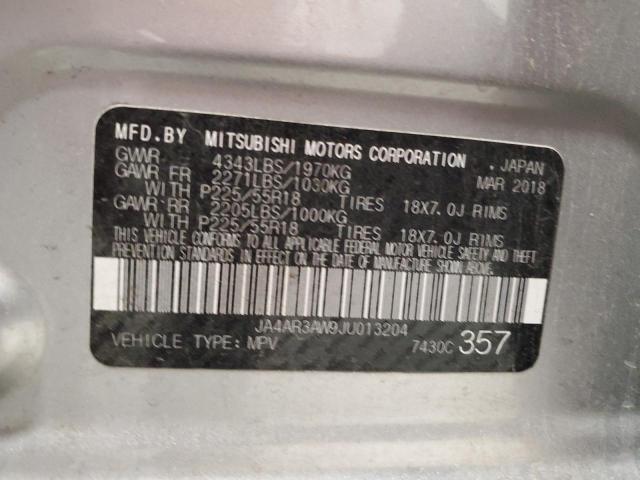 MFD.BY MITSUBISHI MOTORS CORPORATION , JAPAN
GVWR 4343LBS/1970KG MAR 2018
GAWR FR 2271LBS/1030KG
WITH P225/55R18 TIRES 18X7.0J RIMS
GAWR RR 2205LBS/1000KG
WITH P225/55R18 TIRES 18X7.0J RIMS
THIS VEHICLE CONFORMS TO ALL APPLICABLE FEDERAL MOTOR VEHICLE SAFETY AND THEFT
PREVENTION STANDARDS IN EFFECT ON THE DATE OF MANUFACTURE SHOWN ABOVE.
JA4AR3AW9JU013204
VEHICLE TYPE: MPV 7430C 357